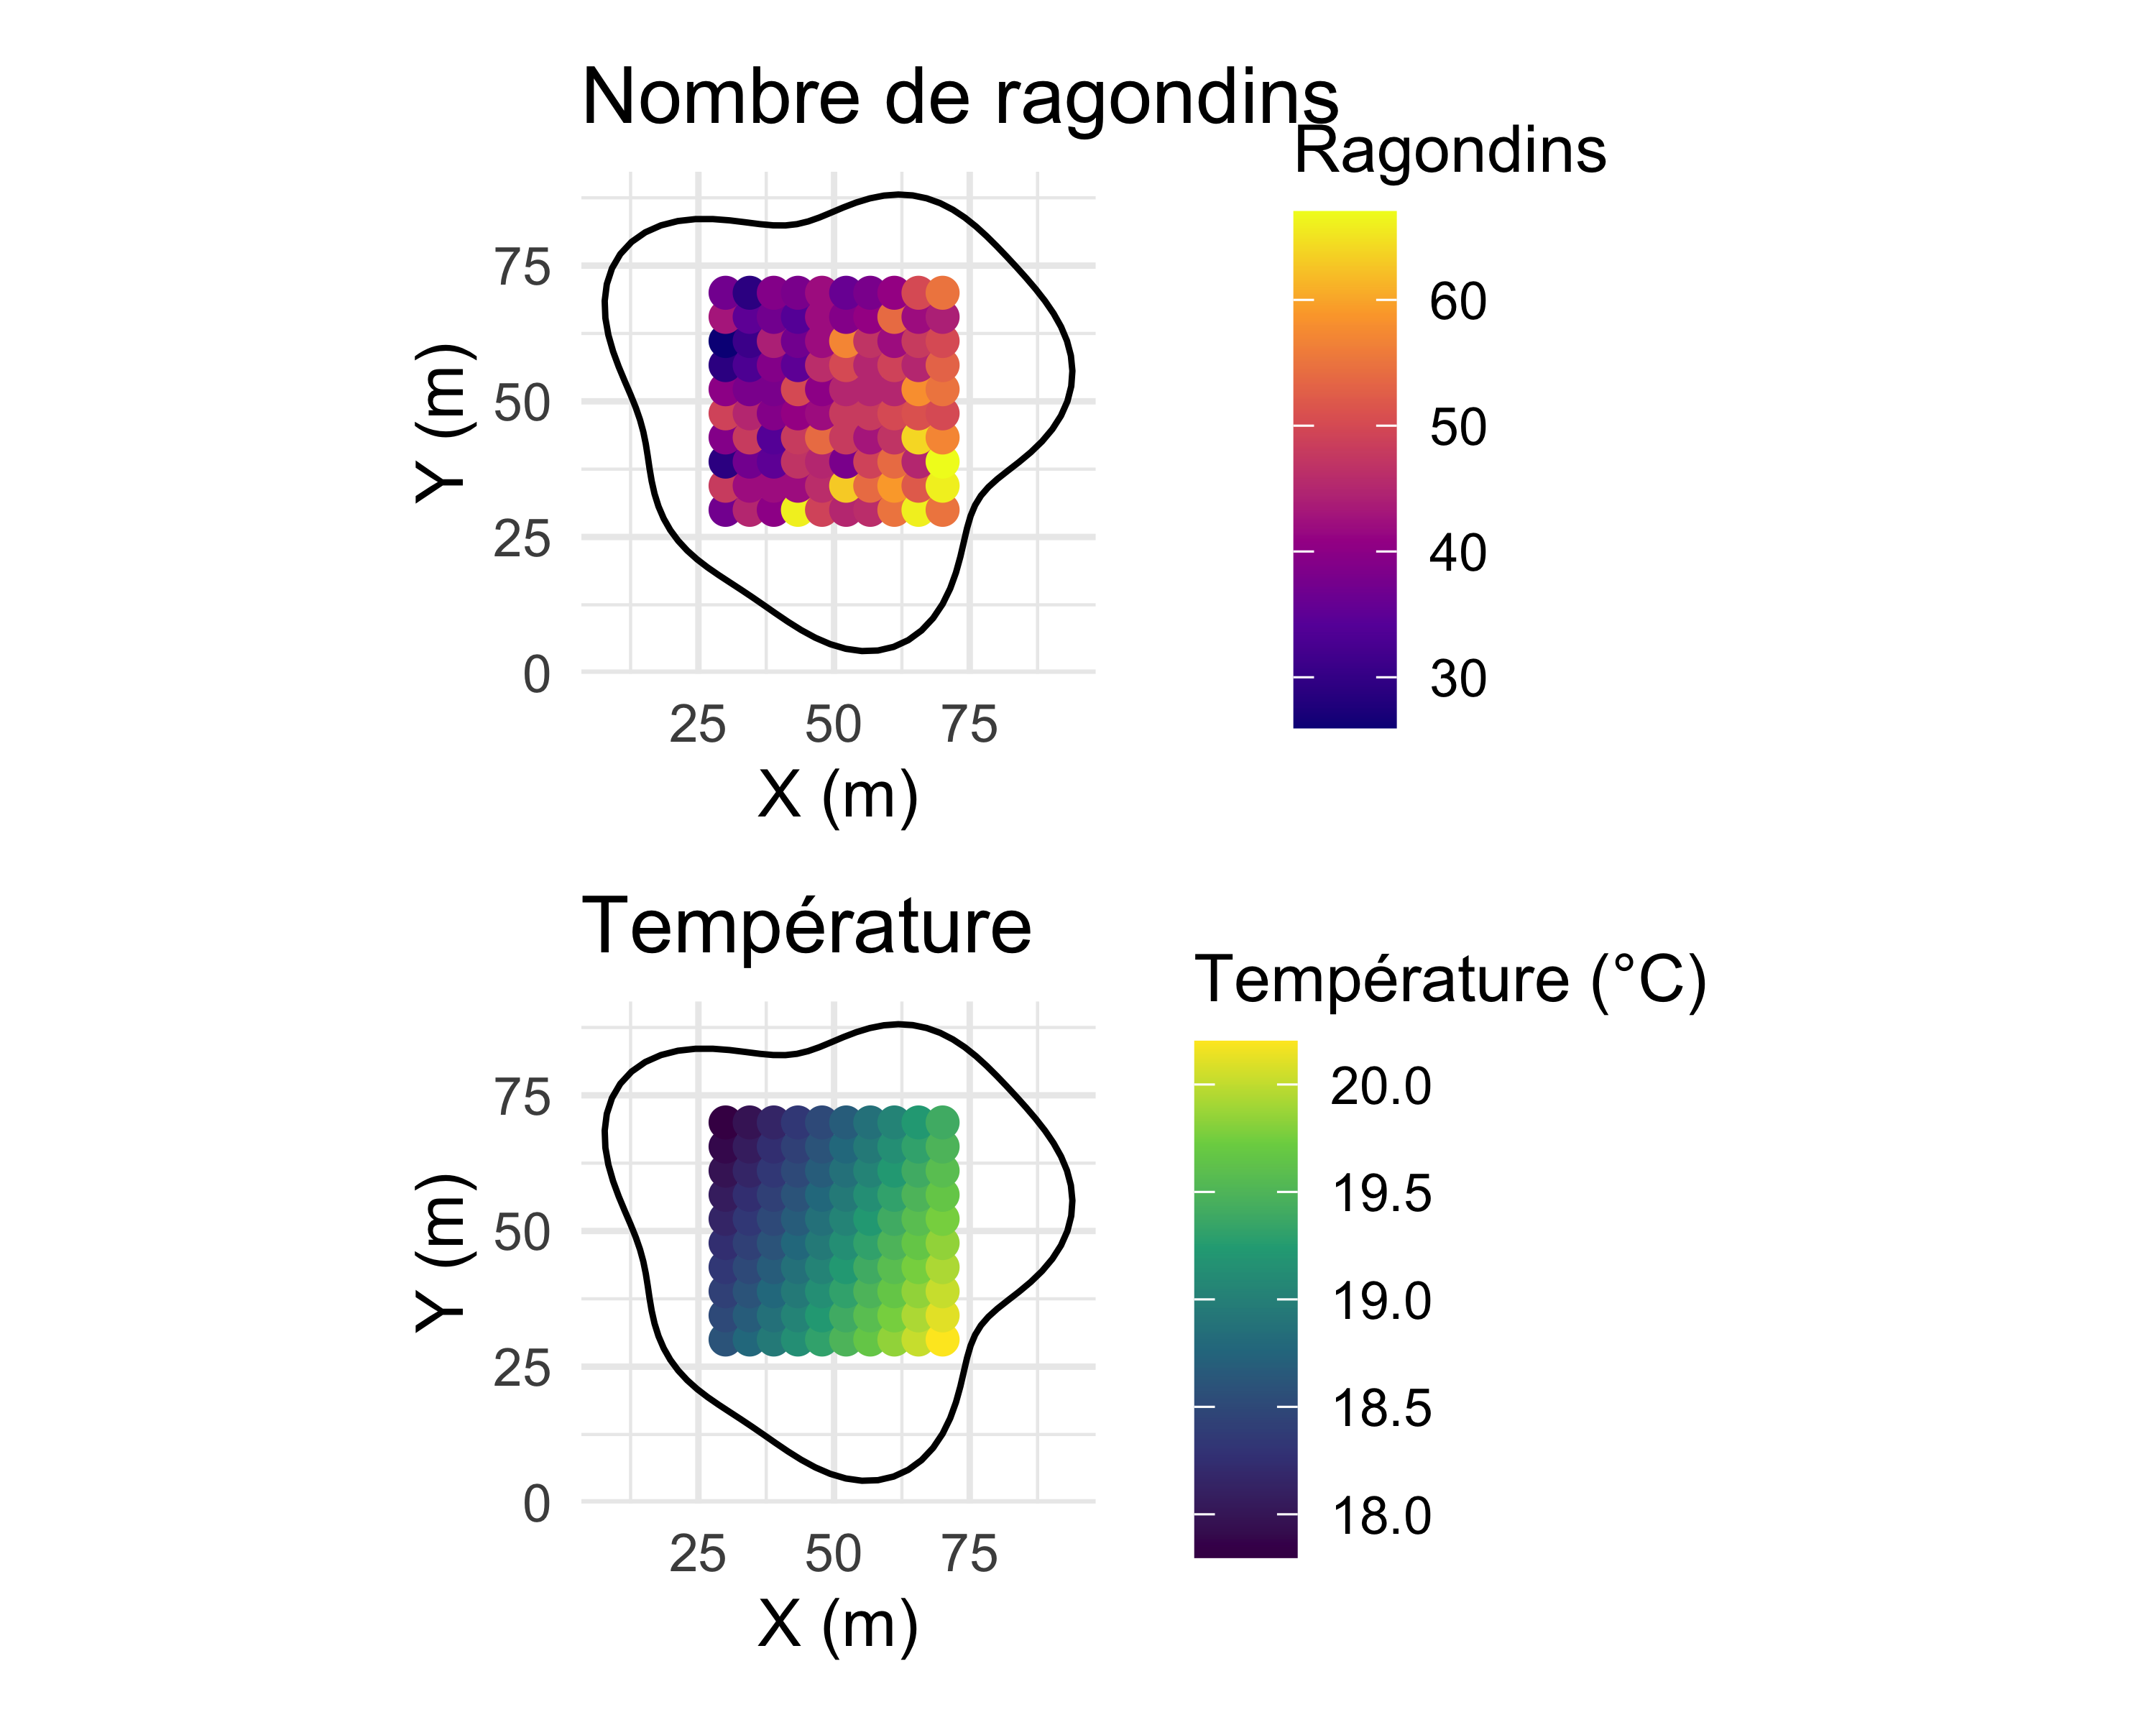 Nombre de ragondins
Ragondins
75
50
25
0
Y (m)
25 50 75
X (m)
60
50
40
30
Température
Température (°C)
75
50
25
0
Y (m)
25 50 75
X (m)
20.0
19.5
19.0
18.5
18.0